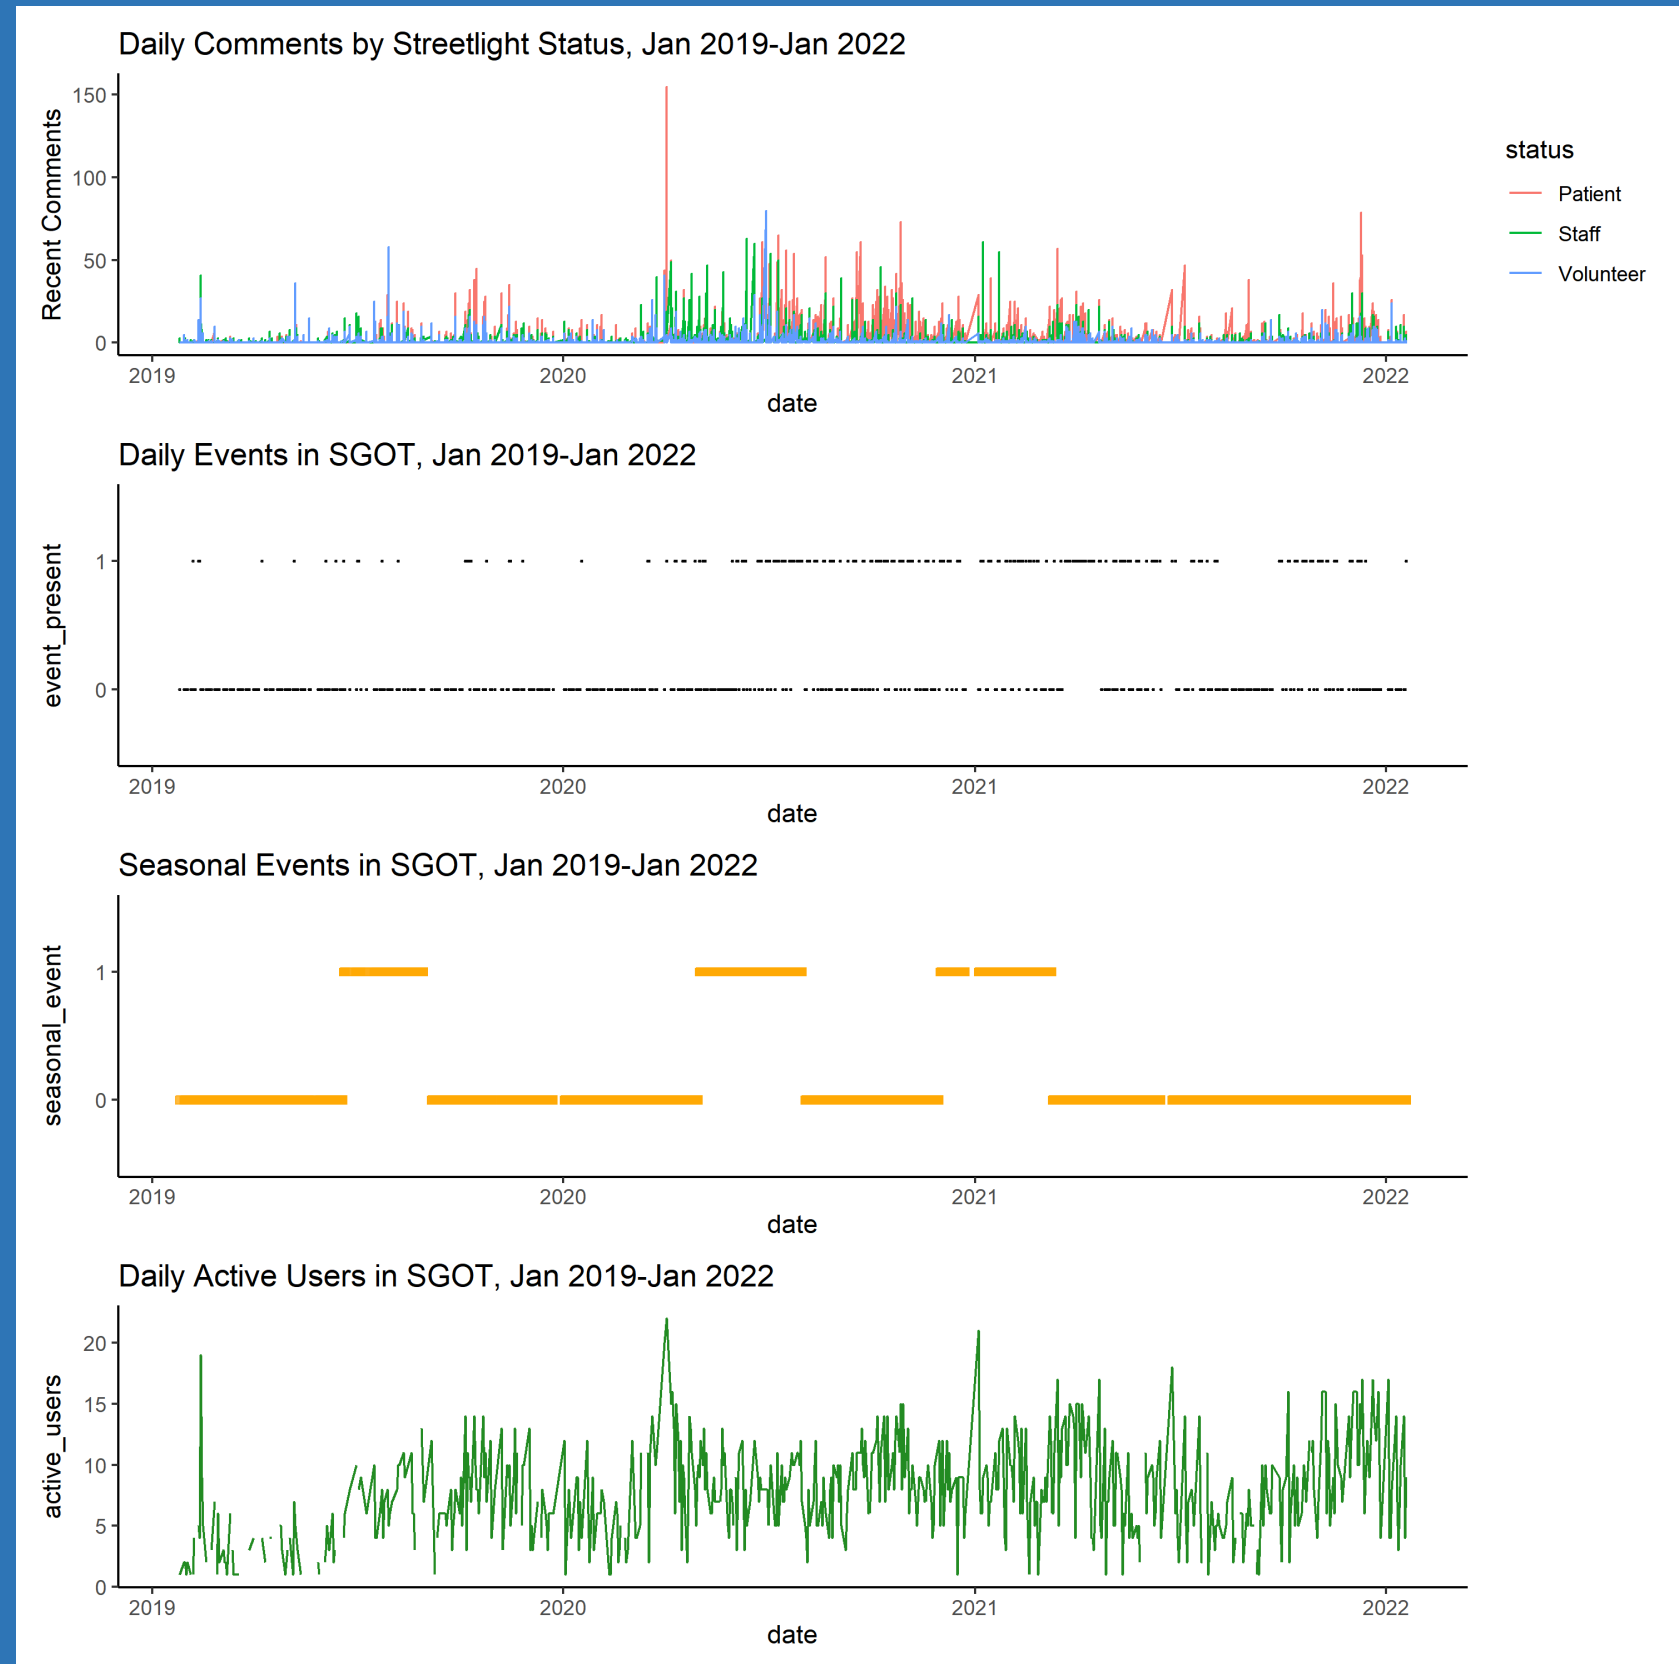 Daily Comments by Streetlight Status, Jan 2019-Jan 2022
Recent Comments
150
100
50
0
2019 2020 2021 2022
date
status
Patient
Staff
Volunteer
Daily Events in SGOT, Jan 2019-Jan 2022
event_present
1
0
2019 2020 2021 2022
date
Seasonal Events in SGOT, Jan 2019-Jan 2022
seasonal_event
1
0
2019 2020 2021 2022
date
Daily Active Users in SGOT, Jan 2019-Jan 2022
active_users
20
15
10
5
0
2019 2020 2021 2022
date